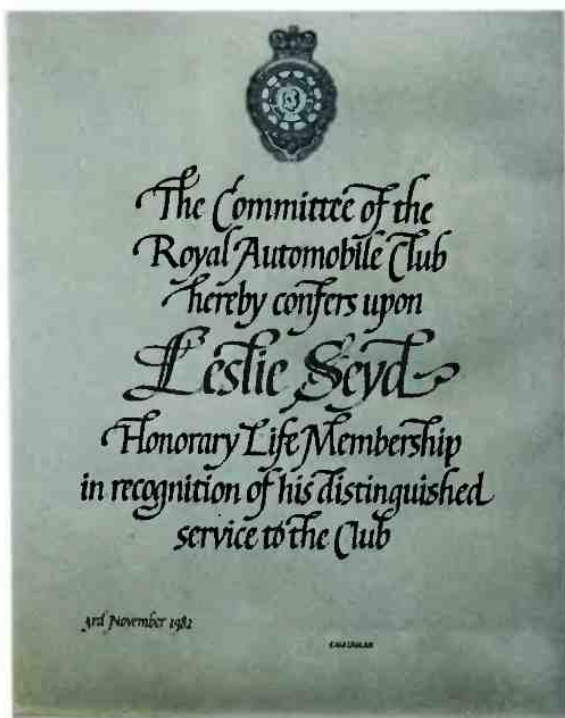 The Committee of the
Royal Automobile Club
hereby confers upon
Leslie Seyd
Honorary Life Membership
in recognition of his distinguished
service to the Club
3rd November 1982